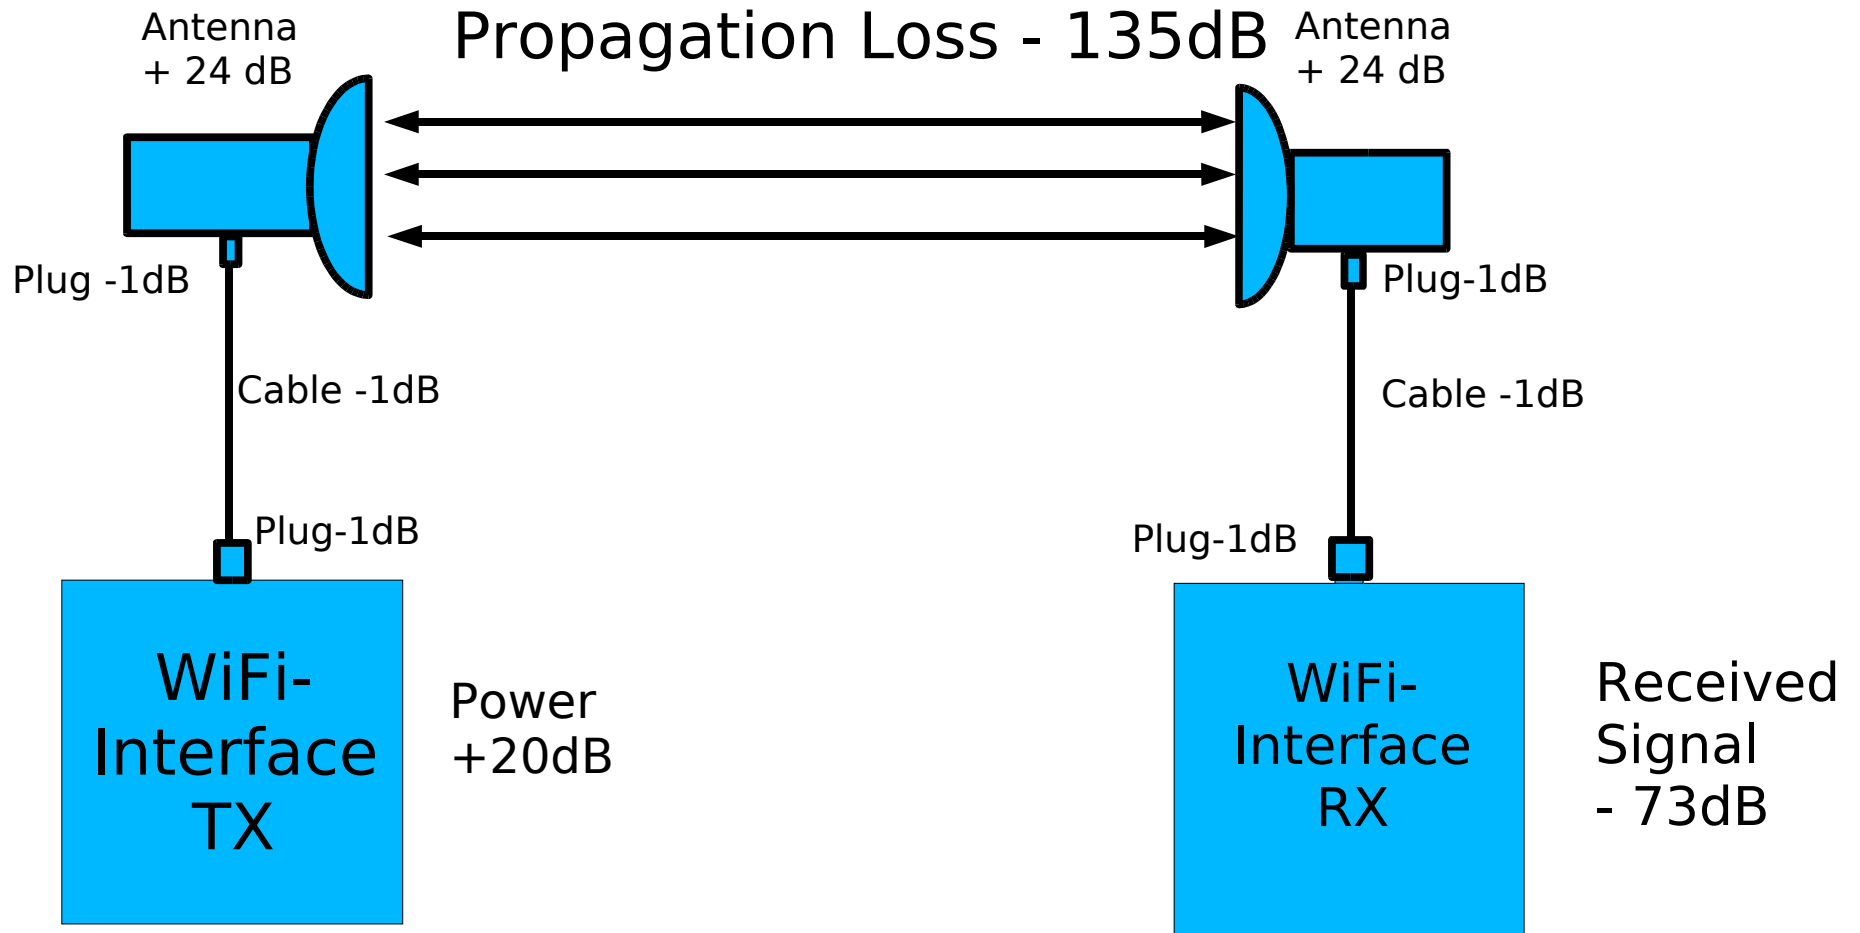 Propagation Loss - 135dB
Antenna
+ 24 dB
Antenna
+ 24 dB
Plug -1dB
Plug-1dB
Cable -1dB
Cable -1dB
Plug-1dB
Plug-1dB
WiFi-
Interface
TX
Power
+20dB
WiFi-
Interface
RX
Received
Signal
- 73dB